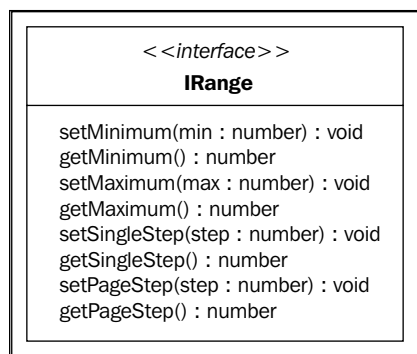 <<interface>>
IRange
setMinimum(min : number) : void
getMinimum() : number
setMaximum(max : number) : void
getMaximum() : number
setSingleStep(step : number) : void
getSingleStep() : number
setPageStep(step : number) : void
getPageStep() : number